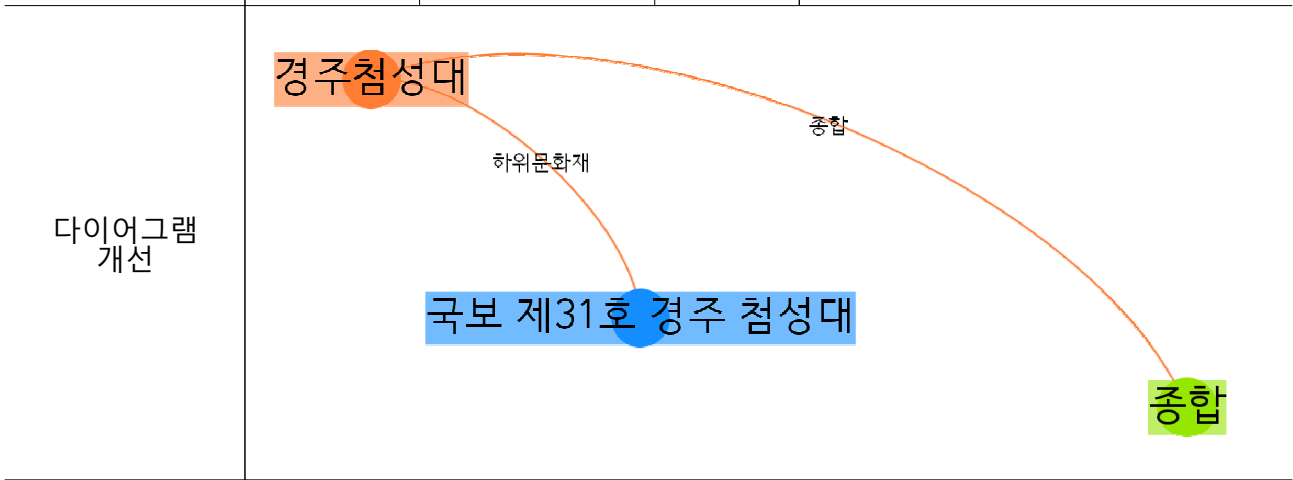 경주첨성대
종합
하위문화재
다이어그램
개선
국보 제31호 경주 첨성대
종합